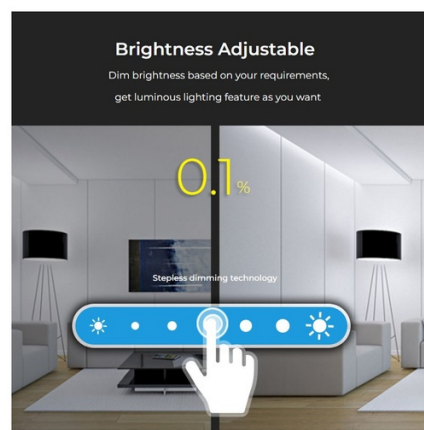 Brightness Adjustable
Dim brightness based on your requirements,
get luminous lighting feature as you want
0.1%
Stepless dimming technology